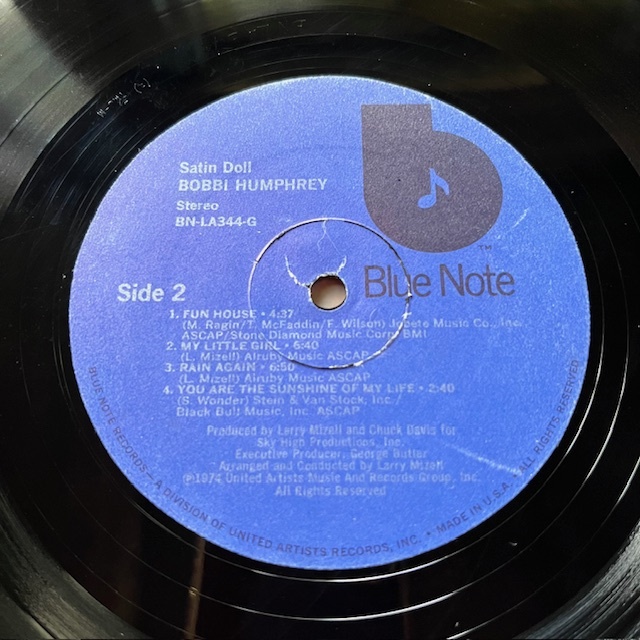 Satin Doll
BOBBI HUMPHREY
Stereo
BN-LA344-G
Blue Note
™
Side 2
1. FUN HOUSE • 4:37
(M. Ragin/T. McFaddin/F. Wilson) Jobete Music Co., Inc.
ASCAP/Stone Diamond Music Corp. BMI
2. MY LITTLE GIRL • 6:40
(L. Mizell) Alruby Music ASCAP
3. RAIN AGAIN • 6:50
(L. Mizell) Alruby Music ASCAP
4. YOU ARE THE SUNSHINE OF MY LIFE • 2:40
(S. Wonder) Stein & Van Stock, Inc./
Black Bull Music, Inc. ASCAP
Produced by Larry Mizell and Chuck Davis for
Sky High Productions, Inc.
Executive Producer: George Butler
Arranged and Conducted by Larry Mizell
℗1974 United Artists Music And Records Group, Inc.
All Rights Reserved
BLUE NOTE RECORDS — A DIVISION OF UNITED ARTISTS RECORDS, INC. • MADE IN U.S.A. ALL RIGHTS RESERVED